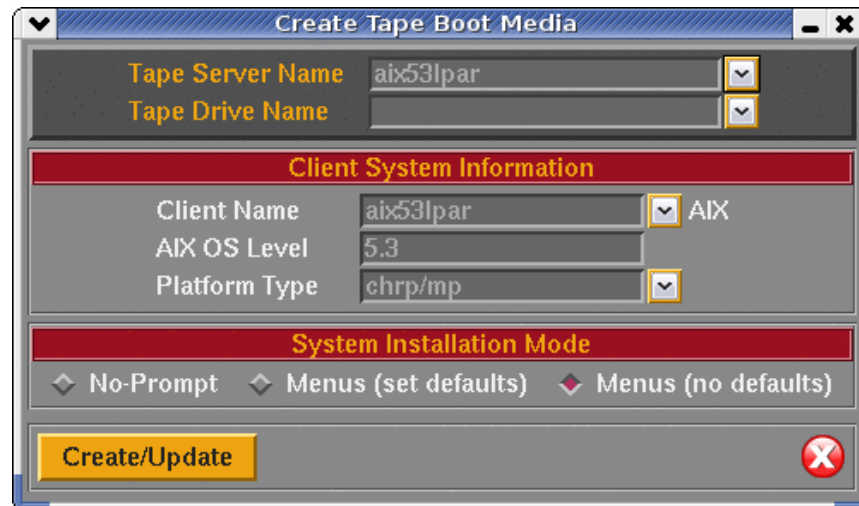 Create Tape Boot Media
Tape Server Name aix53lpar
Tape Drive Name
Client System Information
Client Name aix53lpar AIX
AIX OS Level 5.3
Platform Type chrp/mp
System Installation Mode
No-Prompt Menus (set defaults) Menus (no defaults)
Create/Update